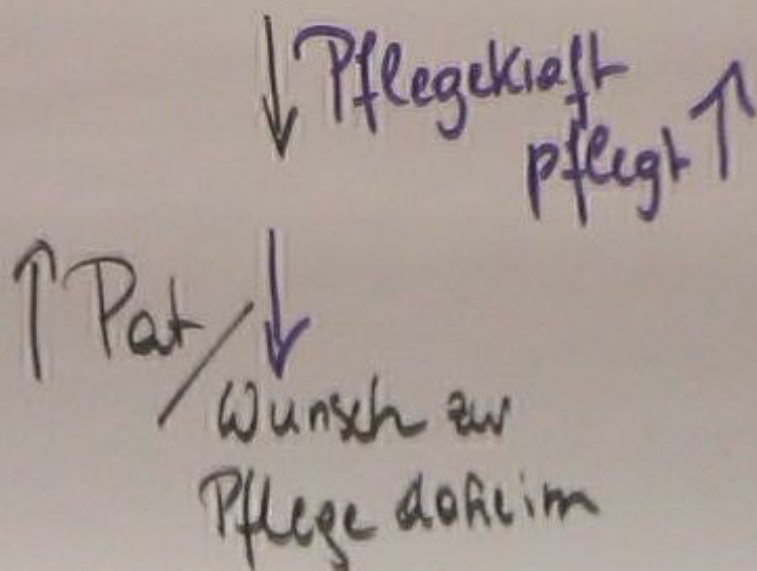 ↓ Pflegekraft
pflegt ↑
↑ Pat / ↓
Wunsch zur
Pflege daheim